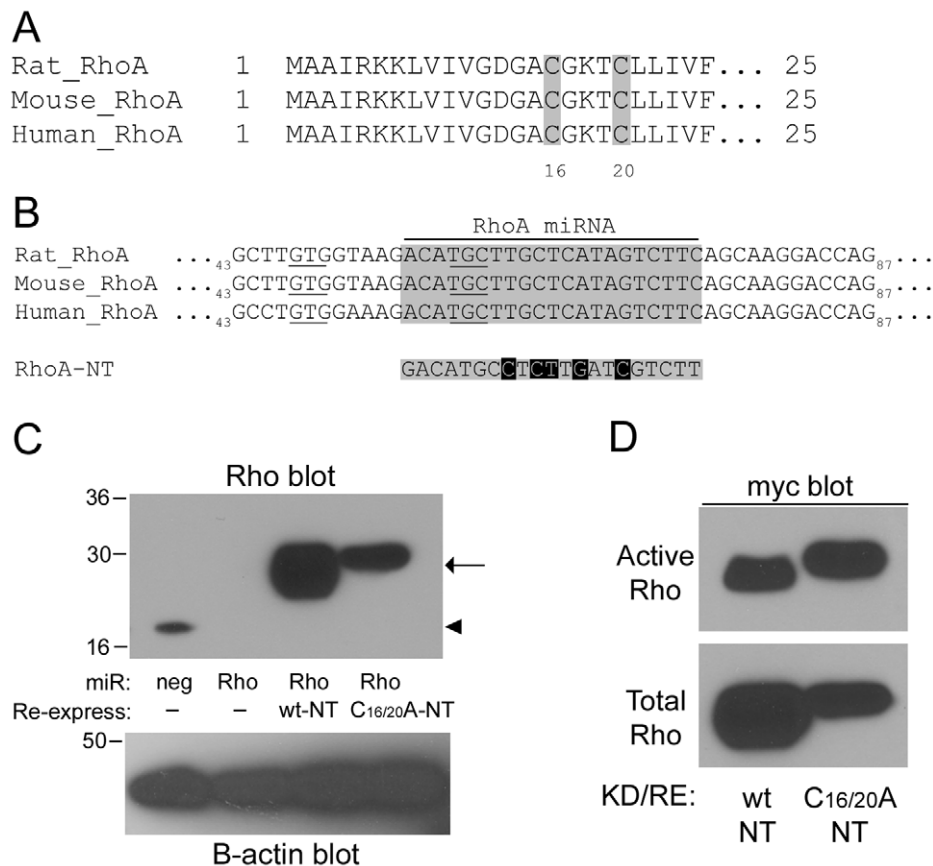 A
Rat_RhoA 1 MAAIRKKLVIVGDGACGKTCLLIVF... 25
Mouse_RhoA 1 MAAIRKKLVIVGDGACGKTCLLIVF... 25
Human_RhoA 1 MAAIRKKLVIVGDGACGKTCLLIVF... 25
16 20
B
RhoA miRNA
Rat_RhoA ...43GCTTGTGGTAAGACATGCTTGCTCATAGTCTTCAGCAAGGACCAG87...
Mouse_RhoA ...43GCTTGTGGTAAGACATGCTTGCTCATAGTCTTCAGCAAGGACCAG87...
Human_RhoA ...43GCCTGTGGAAAGACATGCTTGCTCATAGTCTTCAGCAAGGACCAG87...
RhoA-NT GACATGCCTCTTGATCGTCTT
C
Rho blot
36
30
16
miR: neg Rho Rho Rho
Re-express: – – wt-NT C16/20A-NT
50
B-actin blot
D
myc blot
Active
Rho
Total
Rho
KD/RE: wt C16/20A
NT NT